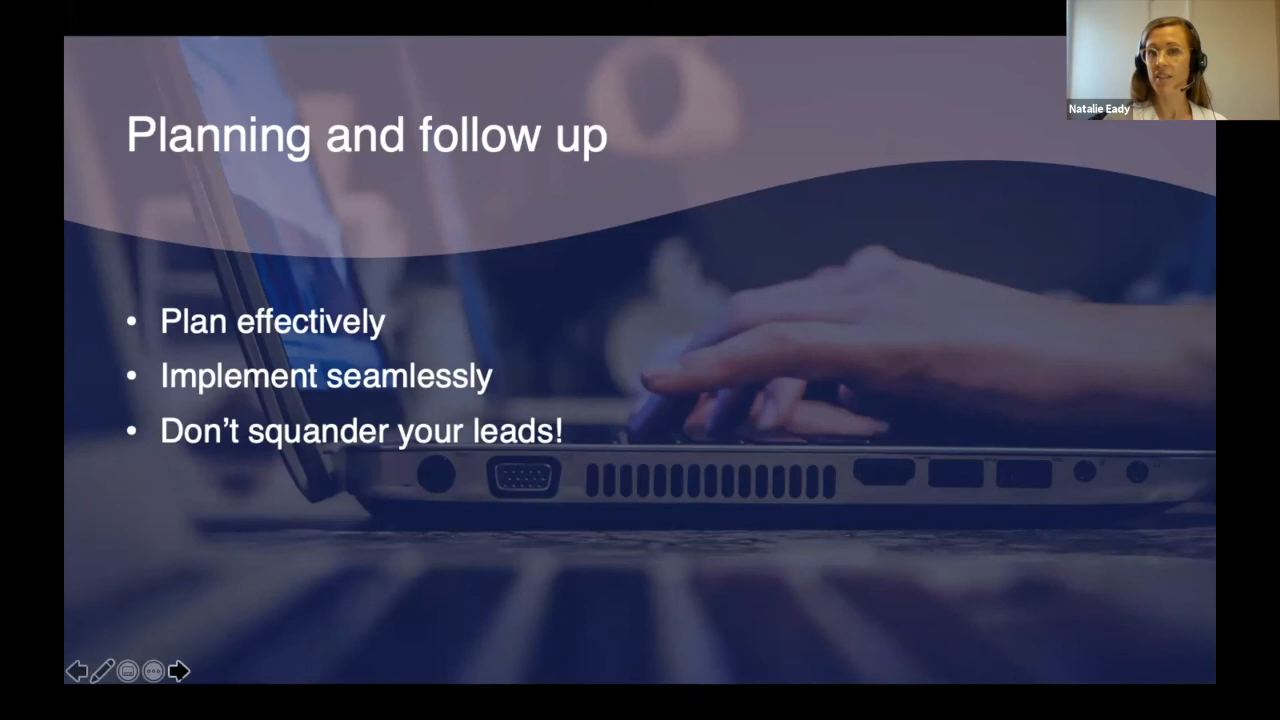 Planning and follow up
Natalie Eady
• Plan effectively
• Implement seamlessly
• Don't squander your leads!